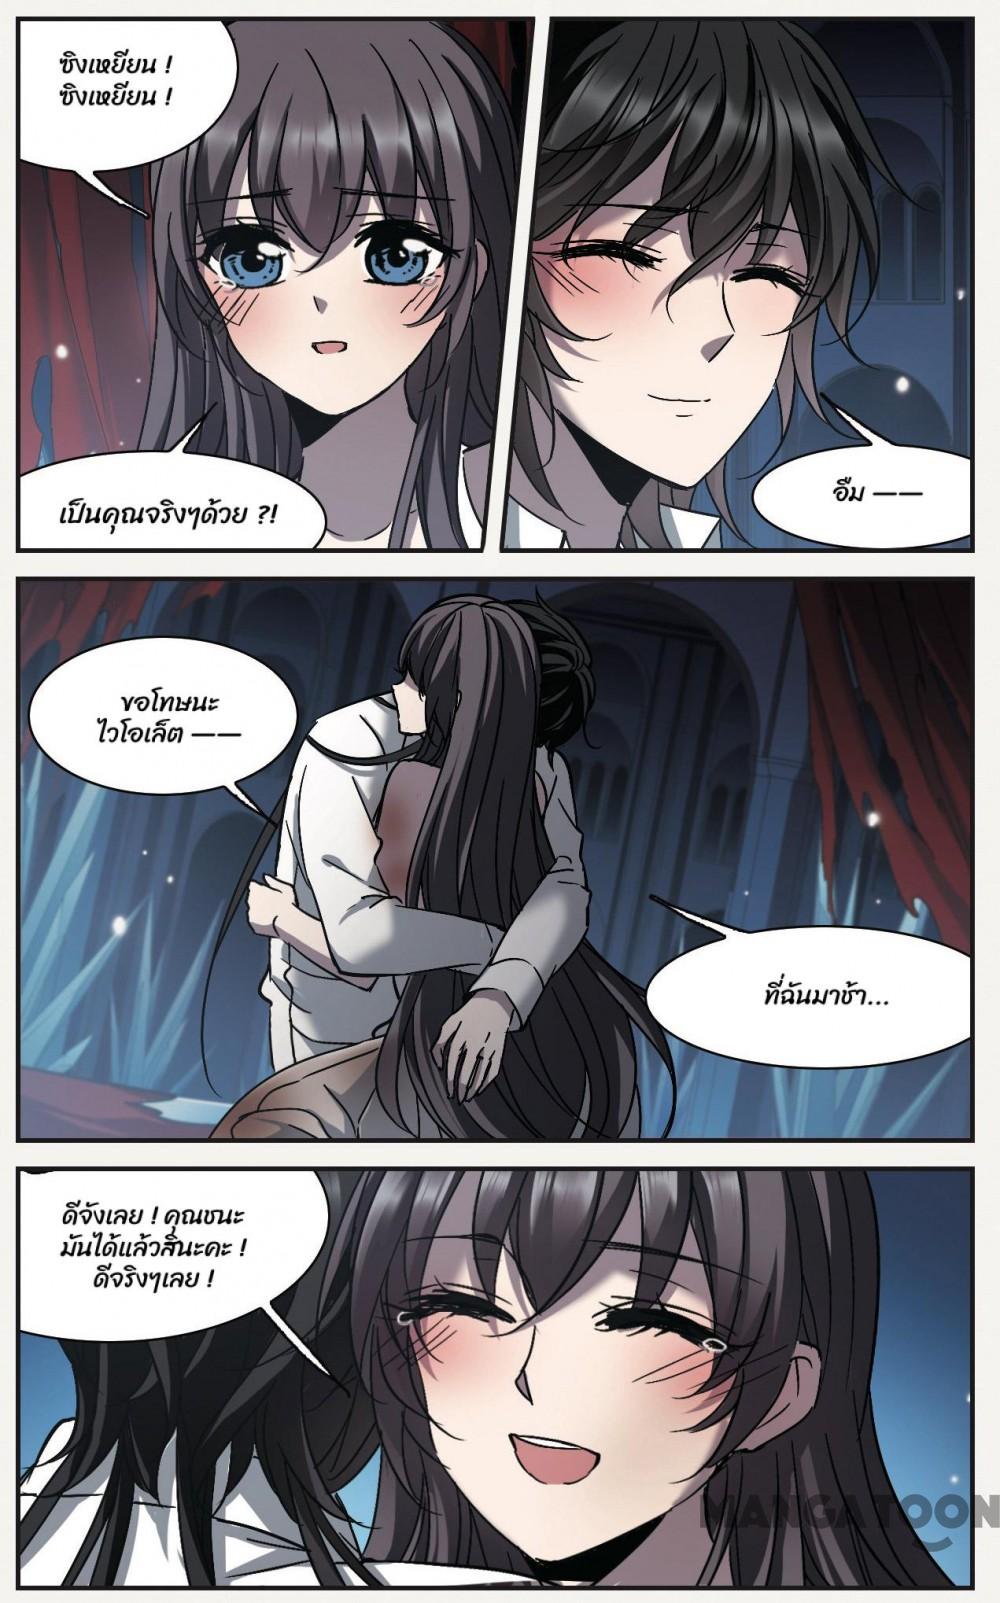 ซิงเหยียน !
ซิงเหยียน !
เป็นคุณจริงๆด้วย ?!
อืม ——
ขอโทษนะ
ไวโอเล็ต ——
ที่ฉันมาช้า...
ดีจังเลย ! คุณชนะ
มันได้แล้วสินะคะ !
ดีจริงๆเลย !
MANGATOON